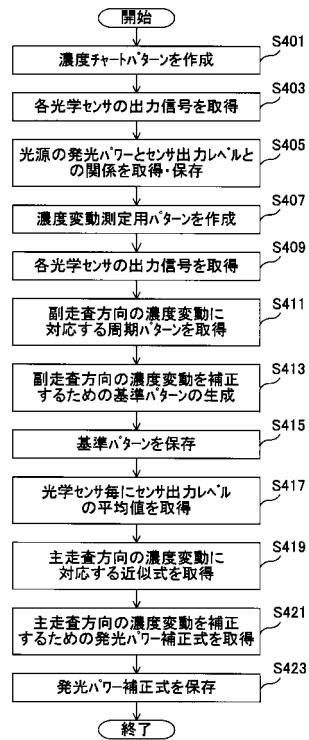 開始
S401
濃度チャートパターンを作成
S403
各光学センサの出力信号を取得
S405
光源の発光パワーとセンサ出力レベルと
の関係を取得・保存
S407
濃度変動測定用パターンを作成
S409
各光学センサの出力信号を取得
S411
副走査方向の濃度変動に
対応する周期パターンを取得
S413
副走査方向の濃度変動を補正
するための基準パターンの生成
S415
基準パターンを保存
S417
光学センサ毎にセンサ出力レベル
の平均値を取得
S419
主走査方向の濃度変動に
対応する近似式を取得
S421
主走査方向の濃度変動を補正
するための発光パワー補正式を取得
S423
発光パワー補正式を保存
終了